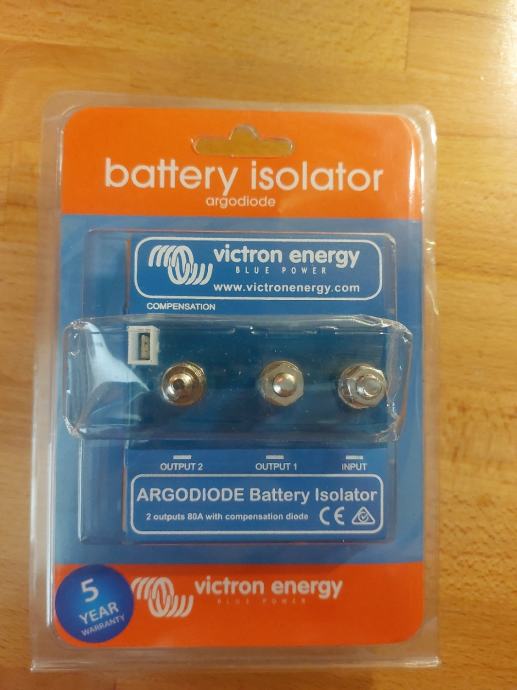 battery isolator
argodiode
victron energy
BLUE POWER
www.victronenergy.com
COMPENSATION
OUTPUT 2
OUTPUT 1
INPUT
ARGODIODE Battery Isolator
2 outputs 80A with compensation diode
CE
5
YEAR
WARRANTY
victron energy
BLUE POWER